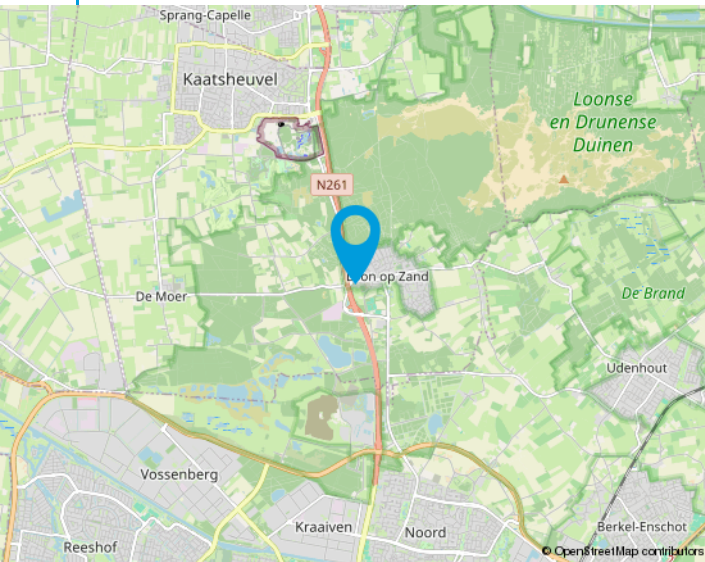 Sprang-Capelle
Kaatsheuvel
Loonse
en Drunense
Duinen
N261
Loon op Zand
De Moer
De Brand
Udenhout
Vossenberg
Kraaiven
Noord
Berkel-Enschot
Reeshof
© OpenStreetMap contributors